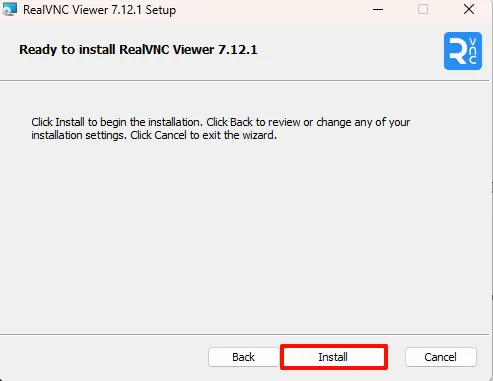 RealVNC Viewer 7.12.1 Setup
Ready to install RealVNC Viewer 7.12.1
R VNC
Click Install to begin the installation. Click Back to review or change any of your
installation settings. Click Cancel to exit the wizard.
Back Install Cancel